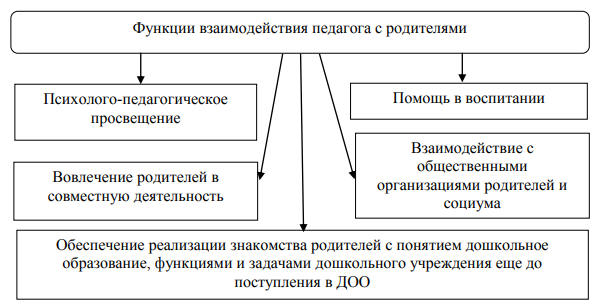 Функции взаимодействия педагога с родителями
Психолого-педагогическое
просвещение
Помощь в воспитании
Вовлечение родителей в
совместную деятельность
Взаимодействие с
общественными
организациями родителей и
социума
Обеспечение реализации знакомства родителей с понятием дошкольное
образование, функциями и задачами дошкольного учреждения еще до
поступления в ДОО